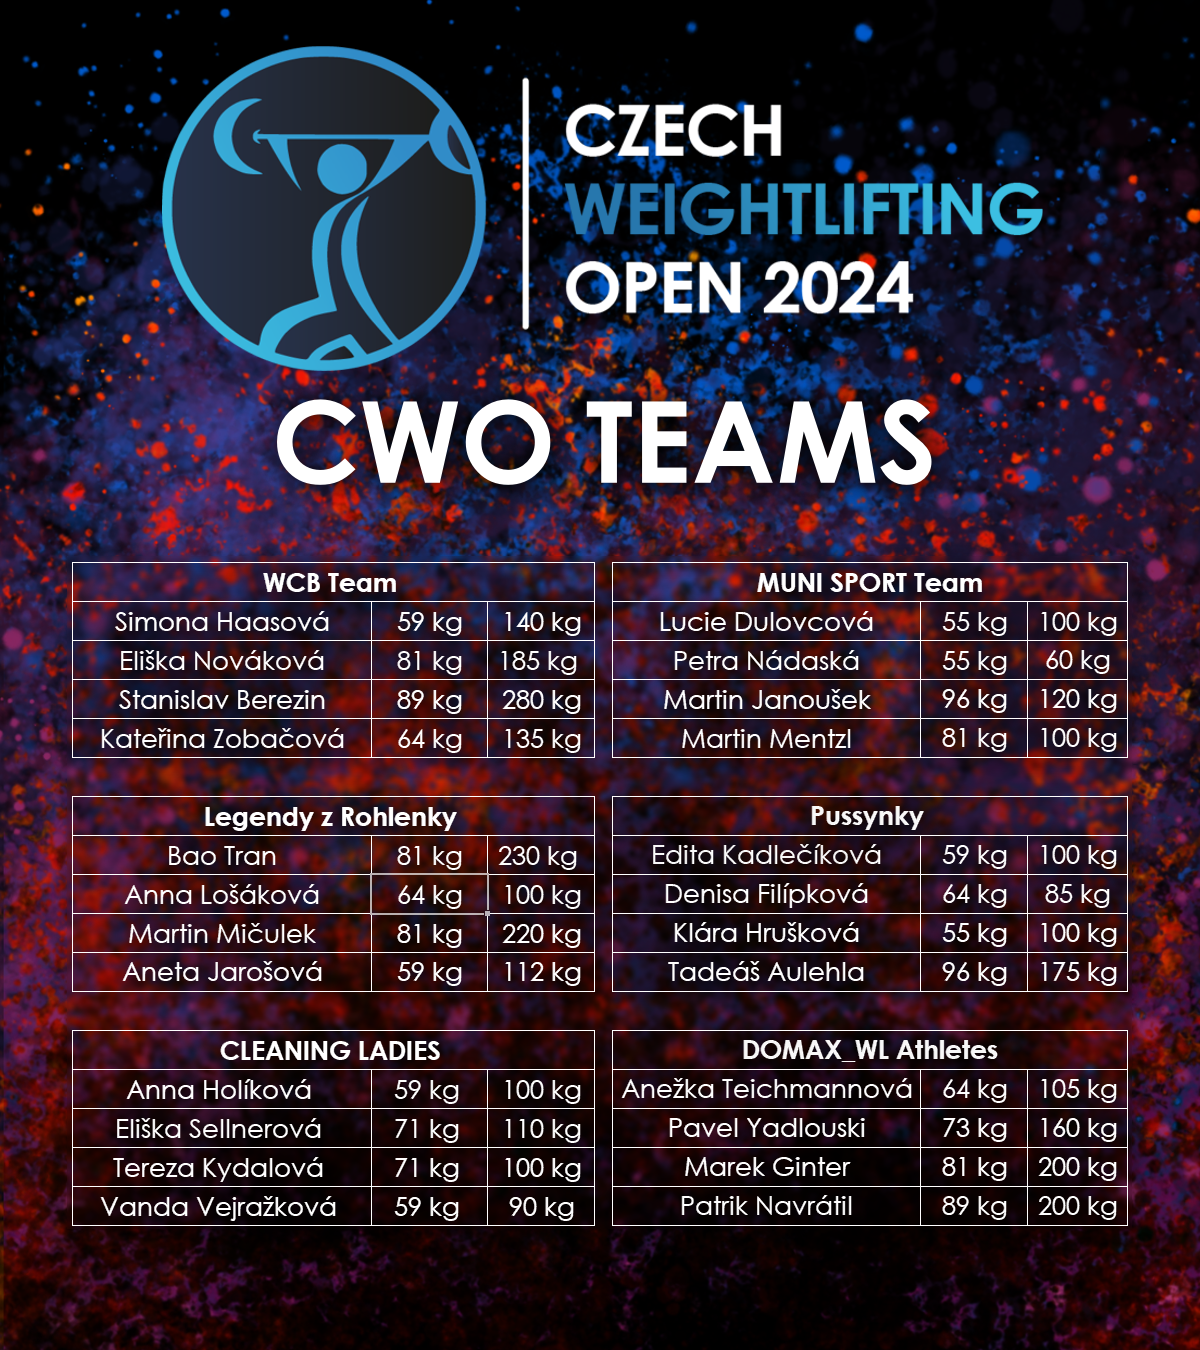 CZECH
WEIGHTLIFTING
OPEN 2024
CWO TEAMS
WCB Team
Simona Haasová 59 kg 140 kg
Eliška Nováková 81 kg 185 kg
Stanislav Berezin 89 kg 280 kg
Kateřina Zobačová 64 kg 135 kg
MUNI SPORT Team
Lucie Dulovcová 55 kg 100 kg
Petra Nádaská 55 kg 60 kg
Martin Janoušek 96 kg 120 kg
Martin Mentzl 81 kg 100 kg
Legendy z Rohlenky
Bao Tran 81 kg 230 kg
Anna Lošáková 64 kg 100 kg
Martin Mičulek 81 kg 220 kg
Aneta Jarošová 59 kg 112 kg
Pussynky
Edita Kadlečíková 59 kg 100 kg
Denisa Filípková 64 kg 85 kg
Klára Hrušková 55 kg 100 kg
Tadeáš Aulehla 96 kg 175 kg
CLEANING LADIES
Anna Holíková 59 kg 100 kg
Eliška Sellnerová 71 kg 110 kg
Tereza Kydalová 71 kg 100 kg
Vanda Vejražková 59 kg 90 kg
DOMAX_WL Athletes
Anežka Teichmannová 64 kg 105 kg
Pavel Yadlouski 73 kg 160 kg
Marek Ginter 81 kg 200 kg
Patrik Navrátil 89 kg 200 kg